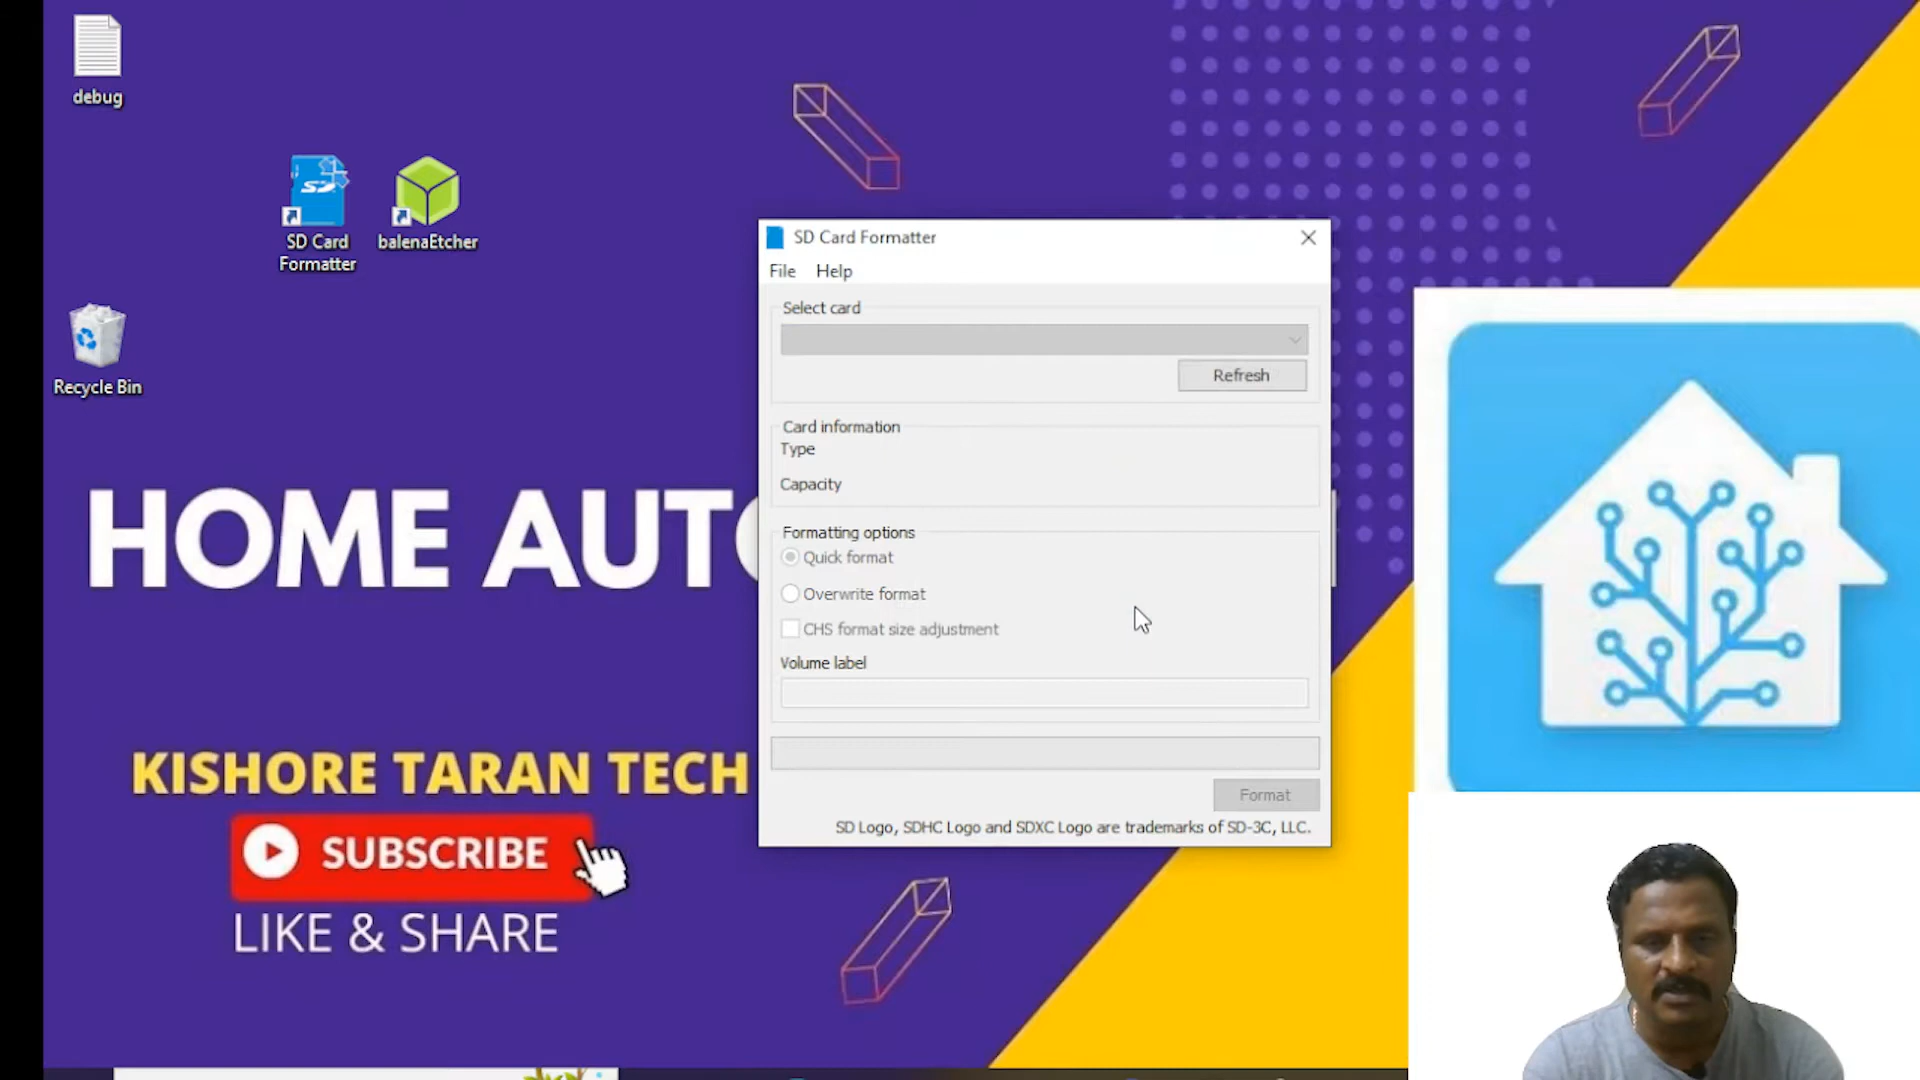 debug
SD
SD Card
Formatter
balenaEtcher
Recycle Bin
HOME AUTO
KISHORE TARAN TECH
SUBSCRIBE
LIKE & SHARE
SD Card Formatter
File Help
Select card
Refresh
Card information
Type
Capacity
Formatting options
Quick format
Overwrite format
CHS format size adjustment
Volume label
Format
SD Logo, SDHC Logo and SDXC Logo are trademarks of SD-3C, LLC.